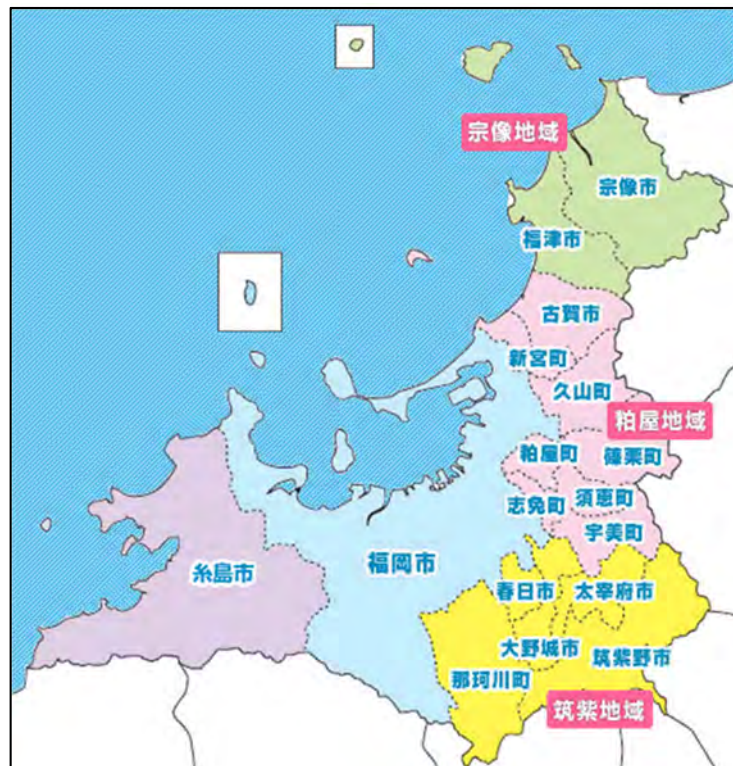 宗像地域
宗像市
福津市
古賀市
新宮町
久山町
粕屋地域
粕屋町
篠栗町
志免町
須恵町
宇美町
糸島市
福岡市
春日市
太宰府市
大野城市
筑紫野市
那珂川町
筑紫地域